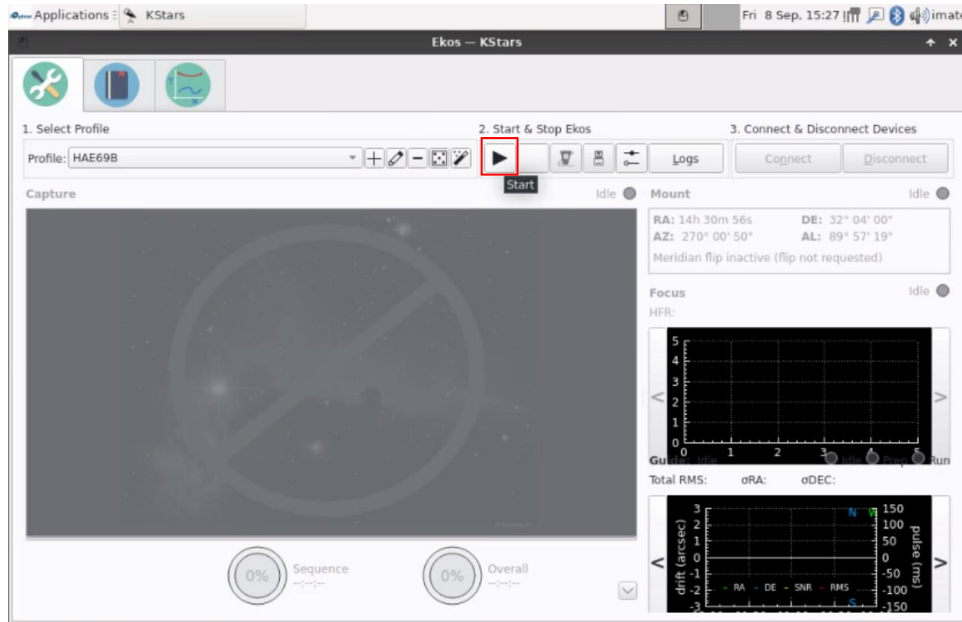 Applications
KStars
Fri 8 Sep, 15:27
imate
Ekos — KStars
1. Select Profile
2. Start & Stop Ekos
3. Connect & Disconnect Devices
Profile: HAE69B
Logs
Connect
Disconnect
Start
Capture
Idle
Mount
Idle
RA: 14h 30m 56s
DE: 32° 04' 00"
AZ: 270° 00' 50"
AL: 89° 57' 19"
Meridian flip inactive (flip not requested)
Focus
Idle
HFR:
5
4
3
2
1
0
0 1 2 3 4 5
Guide: Idle
Idle
Prep
Run
Total RMS:
σRA:
σDEC:
drift (arcsec)
3
2
1
0
-1
-2
-3
N
W
S
RA
DE
SNR
RMS
150
100
50
0
-50
-100
-150
pulse (ms)
0%
Sequence
--:--:--
0%
Overall
--:--:--